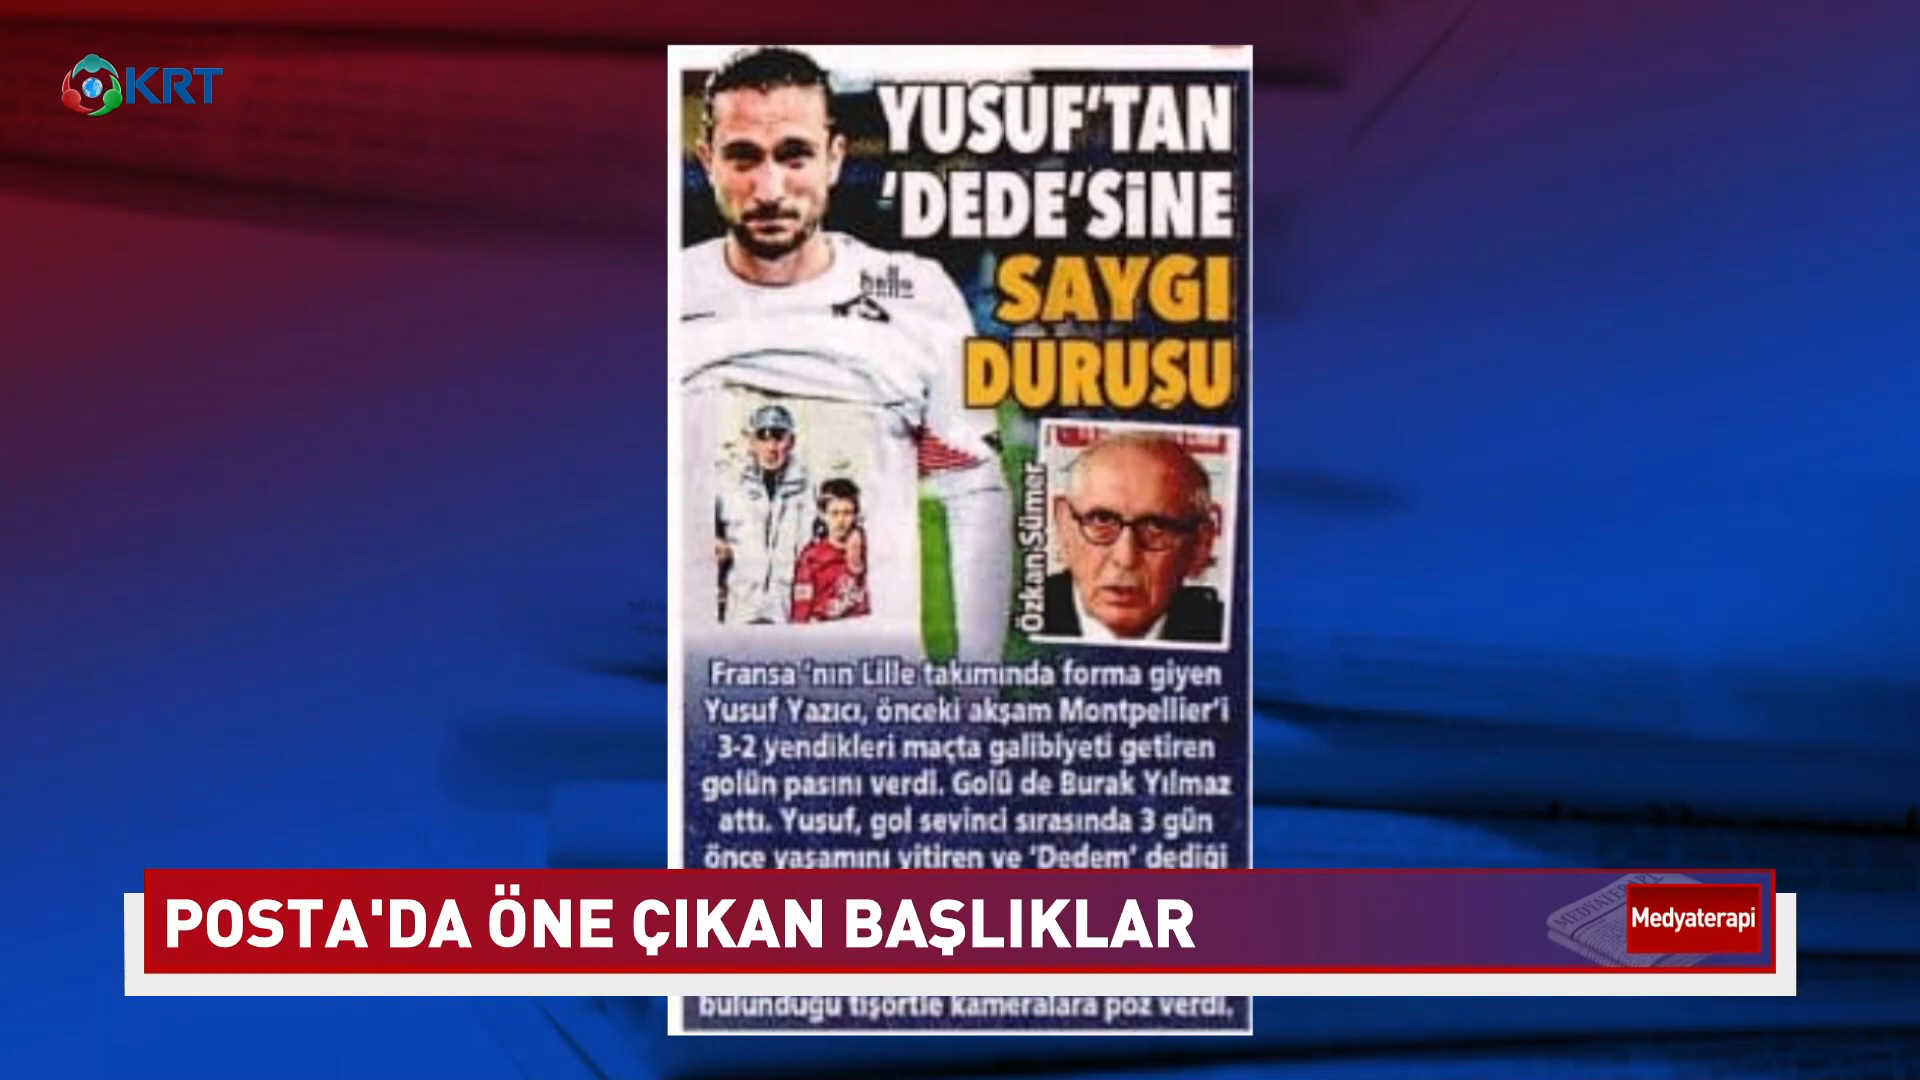 KRT
YUSUF'TAN
'DEDE'SİNE
SAYGI
DURUŞU
hello
Özkan Sümer
Fransa'nın Lille takımında forma giyen
Yusuf Yazıcı, önceki akşam Montpellier'i
3-2 yendikleri maçta galibiyeti getiren
golün pasını verdi. Golü de Burak Yılmaz
attı. Yusuf, gol sevinci sırasında 3 gün
önce yaşamını yitiren ve 'Dedem' dediği
POSTA'DA ÖNE ÇIKAN BAŞLIKLAR
MEDYATERAPİ
Medyaterapi
bulunduğu tişörtle kameralara poz verdi.